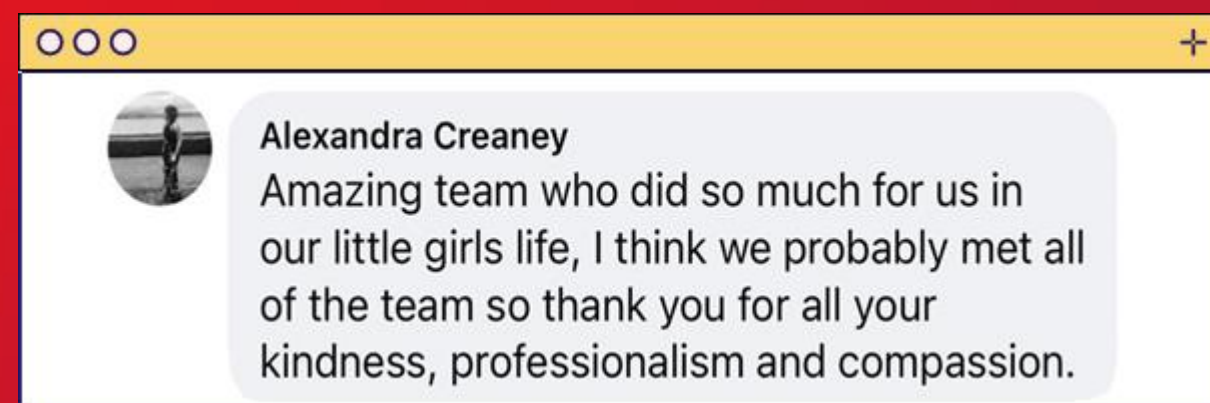 Alexandra Creaney
Amazing team who did so much for us in
our little girls life, I think we probably met all
of the team so thank you for all your
kindness, professionalism and compassion.